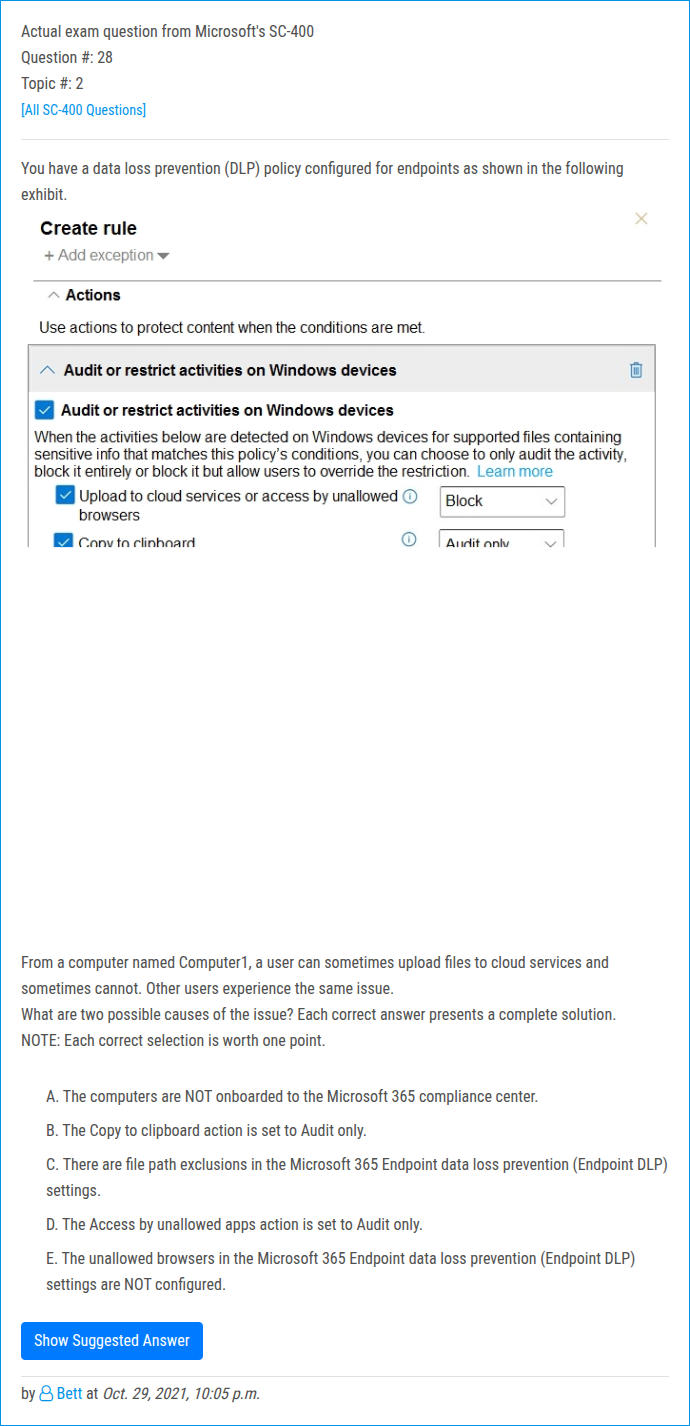 Actual exam question from Microsoft's SC-400
Question #: 28
Topic #: 2
[All SC-400 Questions]
You have a data loss prevention (DLP) policy configured for endpoints as shown in the following
exhibit.
Create rule
+ Add exception
Actions
Use actions to protect content when the conditions are met.
Audit or restrict activities on Windows devices
Audit or restrict activities on Windows devices
When the activities below are detected on Windows devices for supported files containing
sensitive info that matches this policy's conditions, you can choose to only audit the activity,
block it entirely or block it but allow users to override the restriction. Learn more
Upload to cloud services or access by unallowed Block
browsers
Copy to clipboard Audit only
From a computer named Computer1, a user can sometimes upload files to cloud services and
sometimes cannot. Other users experience the same issue.
What are two possible causes of the issue? Each correct answer presents a complete solution.
NOTE: Each correct selection is worth one point.
A. The computers are NOT onboarded to the Microsoft 365 compliance center.
B. The Copy to clipboard action is set to Audit only.
C. There are file path exclusions in the Microsoft 365 Endpoint data loss prevention (Endpoint DLP)
settings.
D. The Access by unallowed apps action is set to Audit only.
E. The unallowed browsers in the Microsoft 365 Endpoint data loss prevention (Endpoint DLP)
settings are NOT configured.
Show Suggested Answer
by Bett at Oct. 29, 2021, 10:05 p.m.